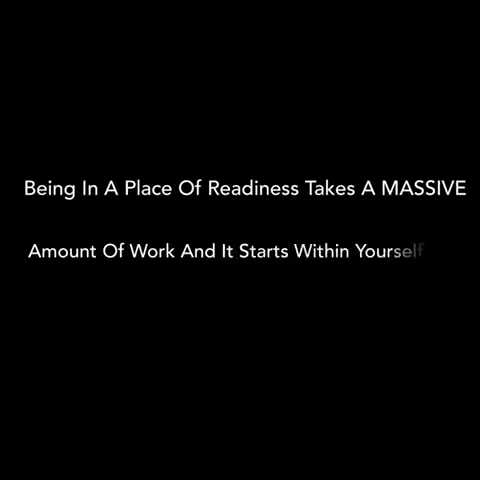 Being In A Place Of Readiness Takes A MASSIVE
Amount Of Work And It Starts Within Yourself